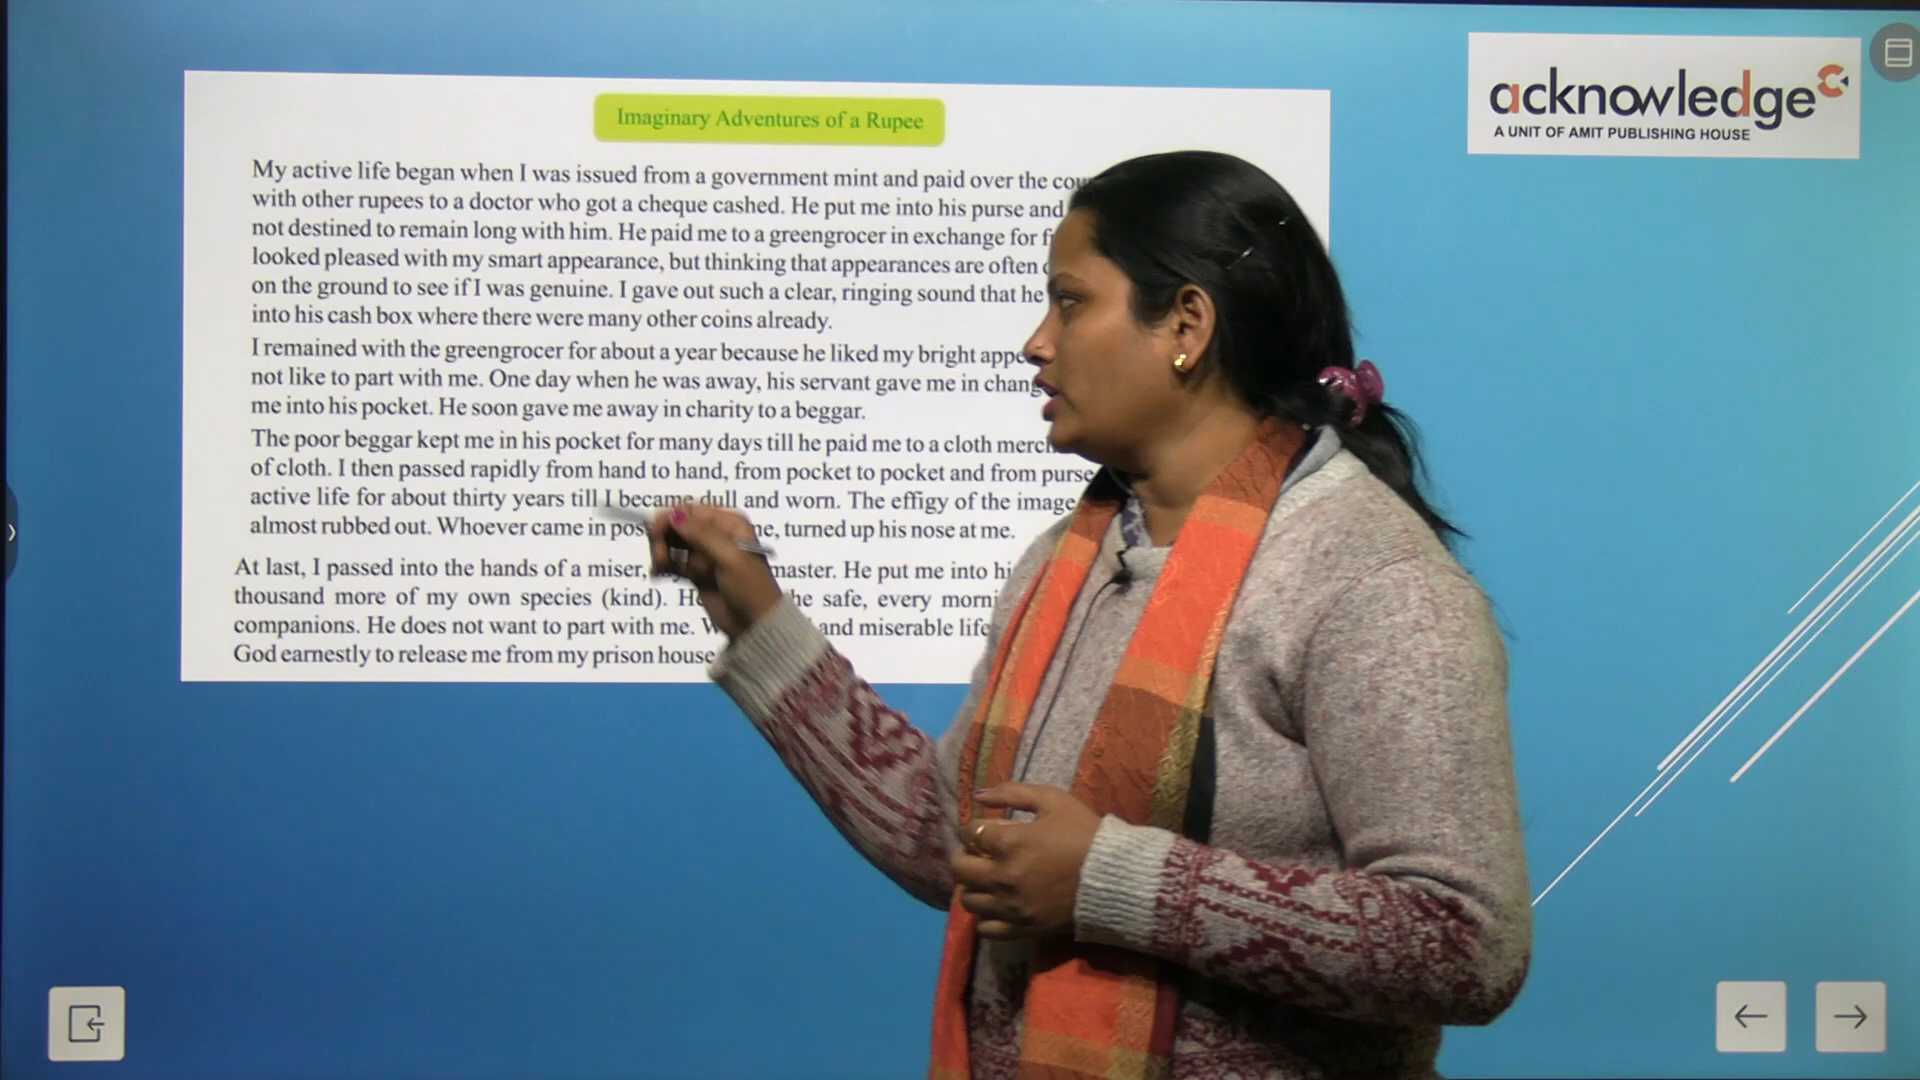 acknowledge
A UNIT OF AMIT PUBLISHING HOUSE
Imaginary Adventures of a Rupee
My active life began when I was issued from a government mint and paid over the
with other rupees to a doctor who got a cheque cashed. He put me into his purse and
not destined to remain long with him. He paid me to a greengrocer in exchange for
looked pleased with my smart appearance, but thinking that appearances are often
on the ground to see if I was genuine. I gave out such a clear, ringing sound that he
into his cash box where there were many other coins already.
I remained with the greengrocer for about a year because he liked my bright
not like to part with me. One day when he was away, his servant gave me in
me into his pocket. He soon gave me away in charity to a beggar.
The poor beggar kept me in his pocket for many days till he paid me to a cloth
of cloth. I then passed rapidly from hand to hand, from pocket to pocket and from purse
active life for about thirty years till I became dull and worn. The effigy of the image
almost rubbed out. Whoever came in me, turned up his nose at me.
At last, I passed into the hands of a miser, master. He put me into
thousand more of my own species (kind). he safe, every
companions. He does not want to part with me. and miserable life
God earnestly to release me from my prison house